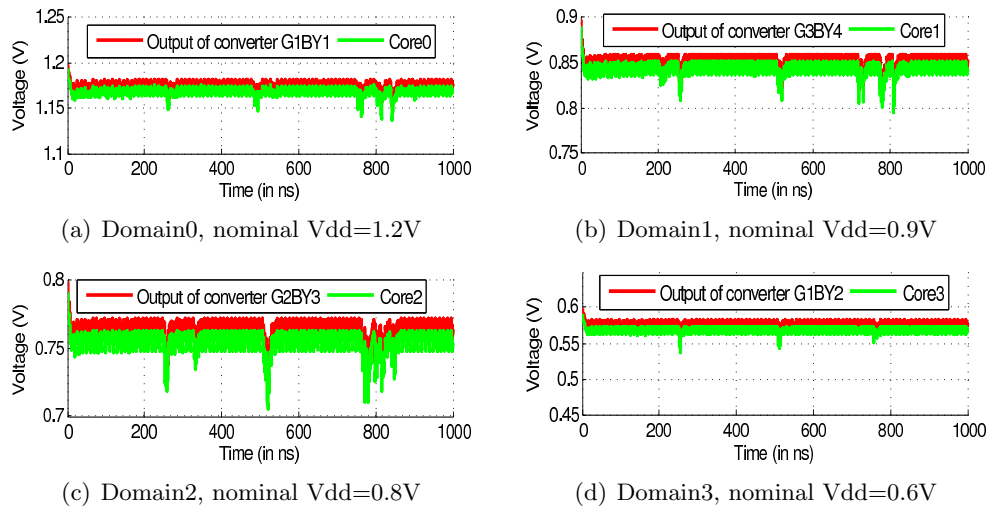 1.25
1.2
1.15
1.1
Voltage (V)
Output of converter G1BY1 Core0
0 200 400 600 800 1000
Time (in ns)
(a) Domain0, nominal Vdd=1.2V
0.9
0.85
0.8
0.75
Voltage (V)
Output of converter G3BY4 Core1
0 200 400 600 800 1000
Time (in ns)
(b) Domain1, nominal Vdd=0.9V
0.8
0.75
0.7
Voltage (V)
Output of converter G2BY3 Core2
0 200 400 600 800 1000
Time (in ns)
(c) Domain2, nominal Vdd=0.8V
0.6
0.55
0.5
0.45
Voltage (V)
Output of converter G1BY2 Core3
0 200 400 600 800 1000
Time (in ns)
(d) Domain3, nominal Vdd=0.6V